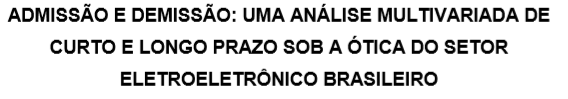 ADMISSÃO E DEMISSÃO: UMA ANÁLISE MULTIVARIADA DE
CURTO E LONGO PRAZO SOB A ÓTICA DO SETOR
ELETROELETRÔNICO BRASILEIRO